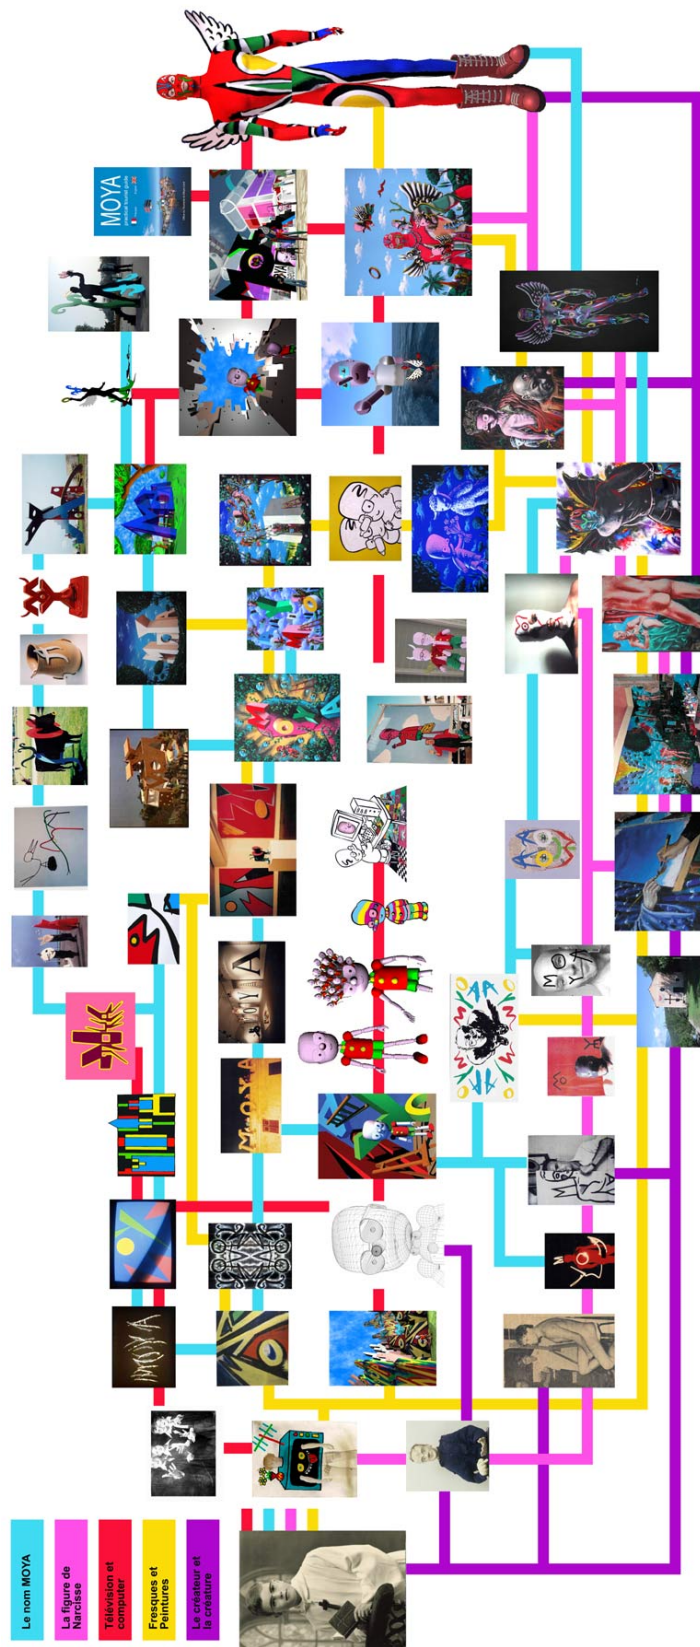 Le nom MOYA
La figure de
Narcisse
Télévision et
computer
Fresques et
Peintures
Le créateur et
la créature
MOYA
MOYA
MOYA
MOYA